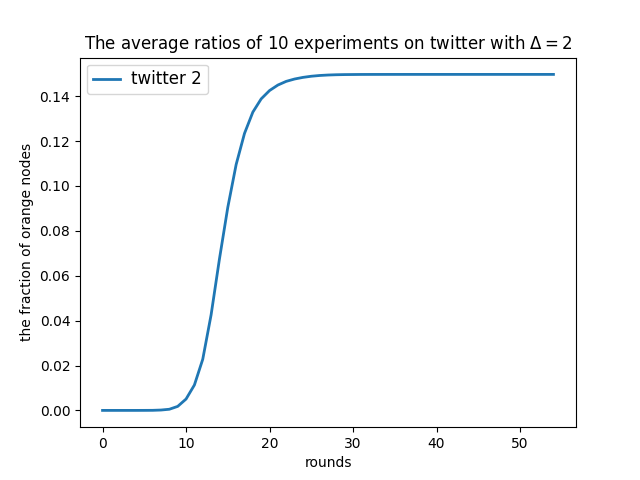 The average ratios of 10 experiments on twitter with Δ = 2
twitter 2
the fraction of orange nodes
0.14
0.12
0.10
0.08
0.06
0.04
0.02
0.00
0 10 20 30 40 50
rounds